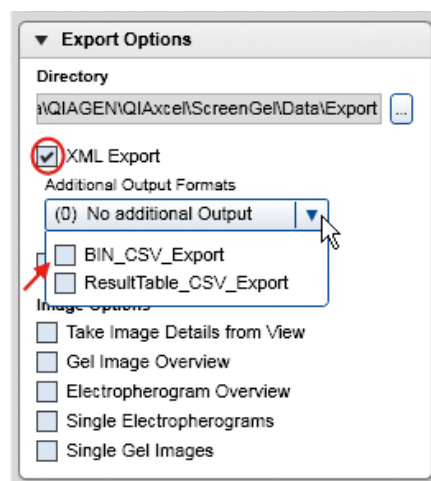 Export Options
Directory
a\QIAGEN\QIAxcel\ScreenGel\Data\Export ...
XML Export
Additional Output Formats
(0) No additional Output
BIN_CSV_Export
ResultTable_CSV_Export
Image Options
Take Image Details from View
Gel Image Overview
Electropherogram Overview
Single Electropherograms
Single Gel Images